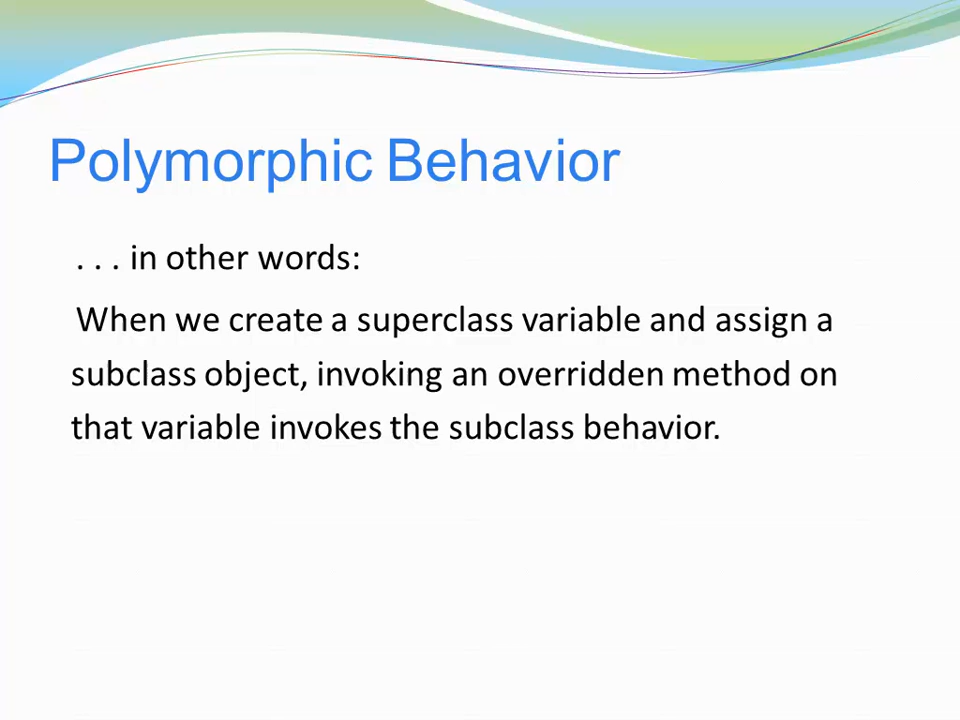 Polymorphic Behavior
. . . in other words:
When we create a superclass variable and assign a
subclass object, invoking an overridden method on
that variable invokes the subclass behavior.